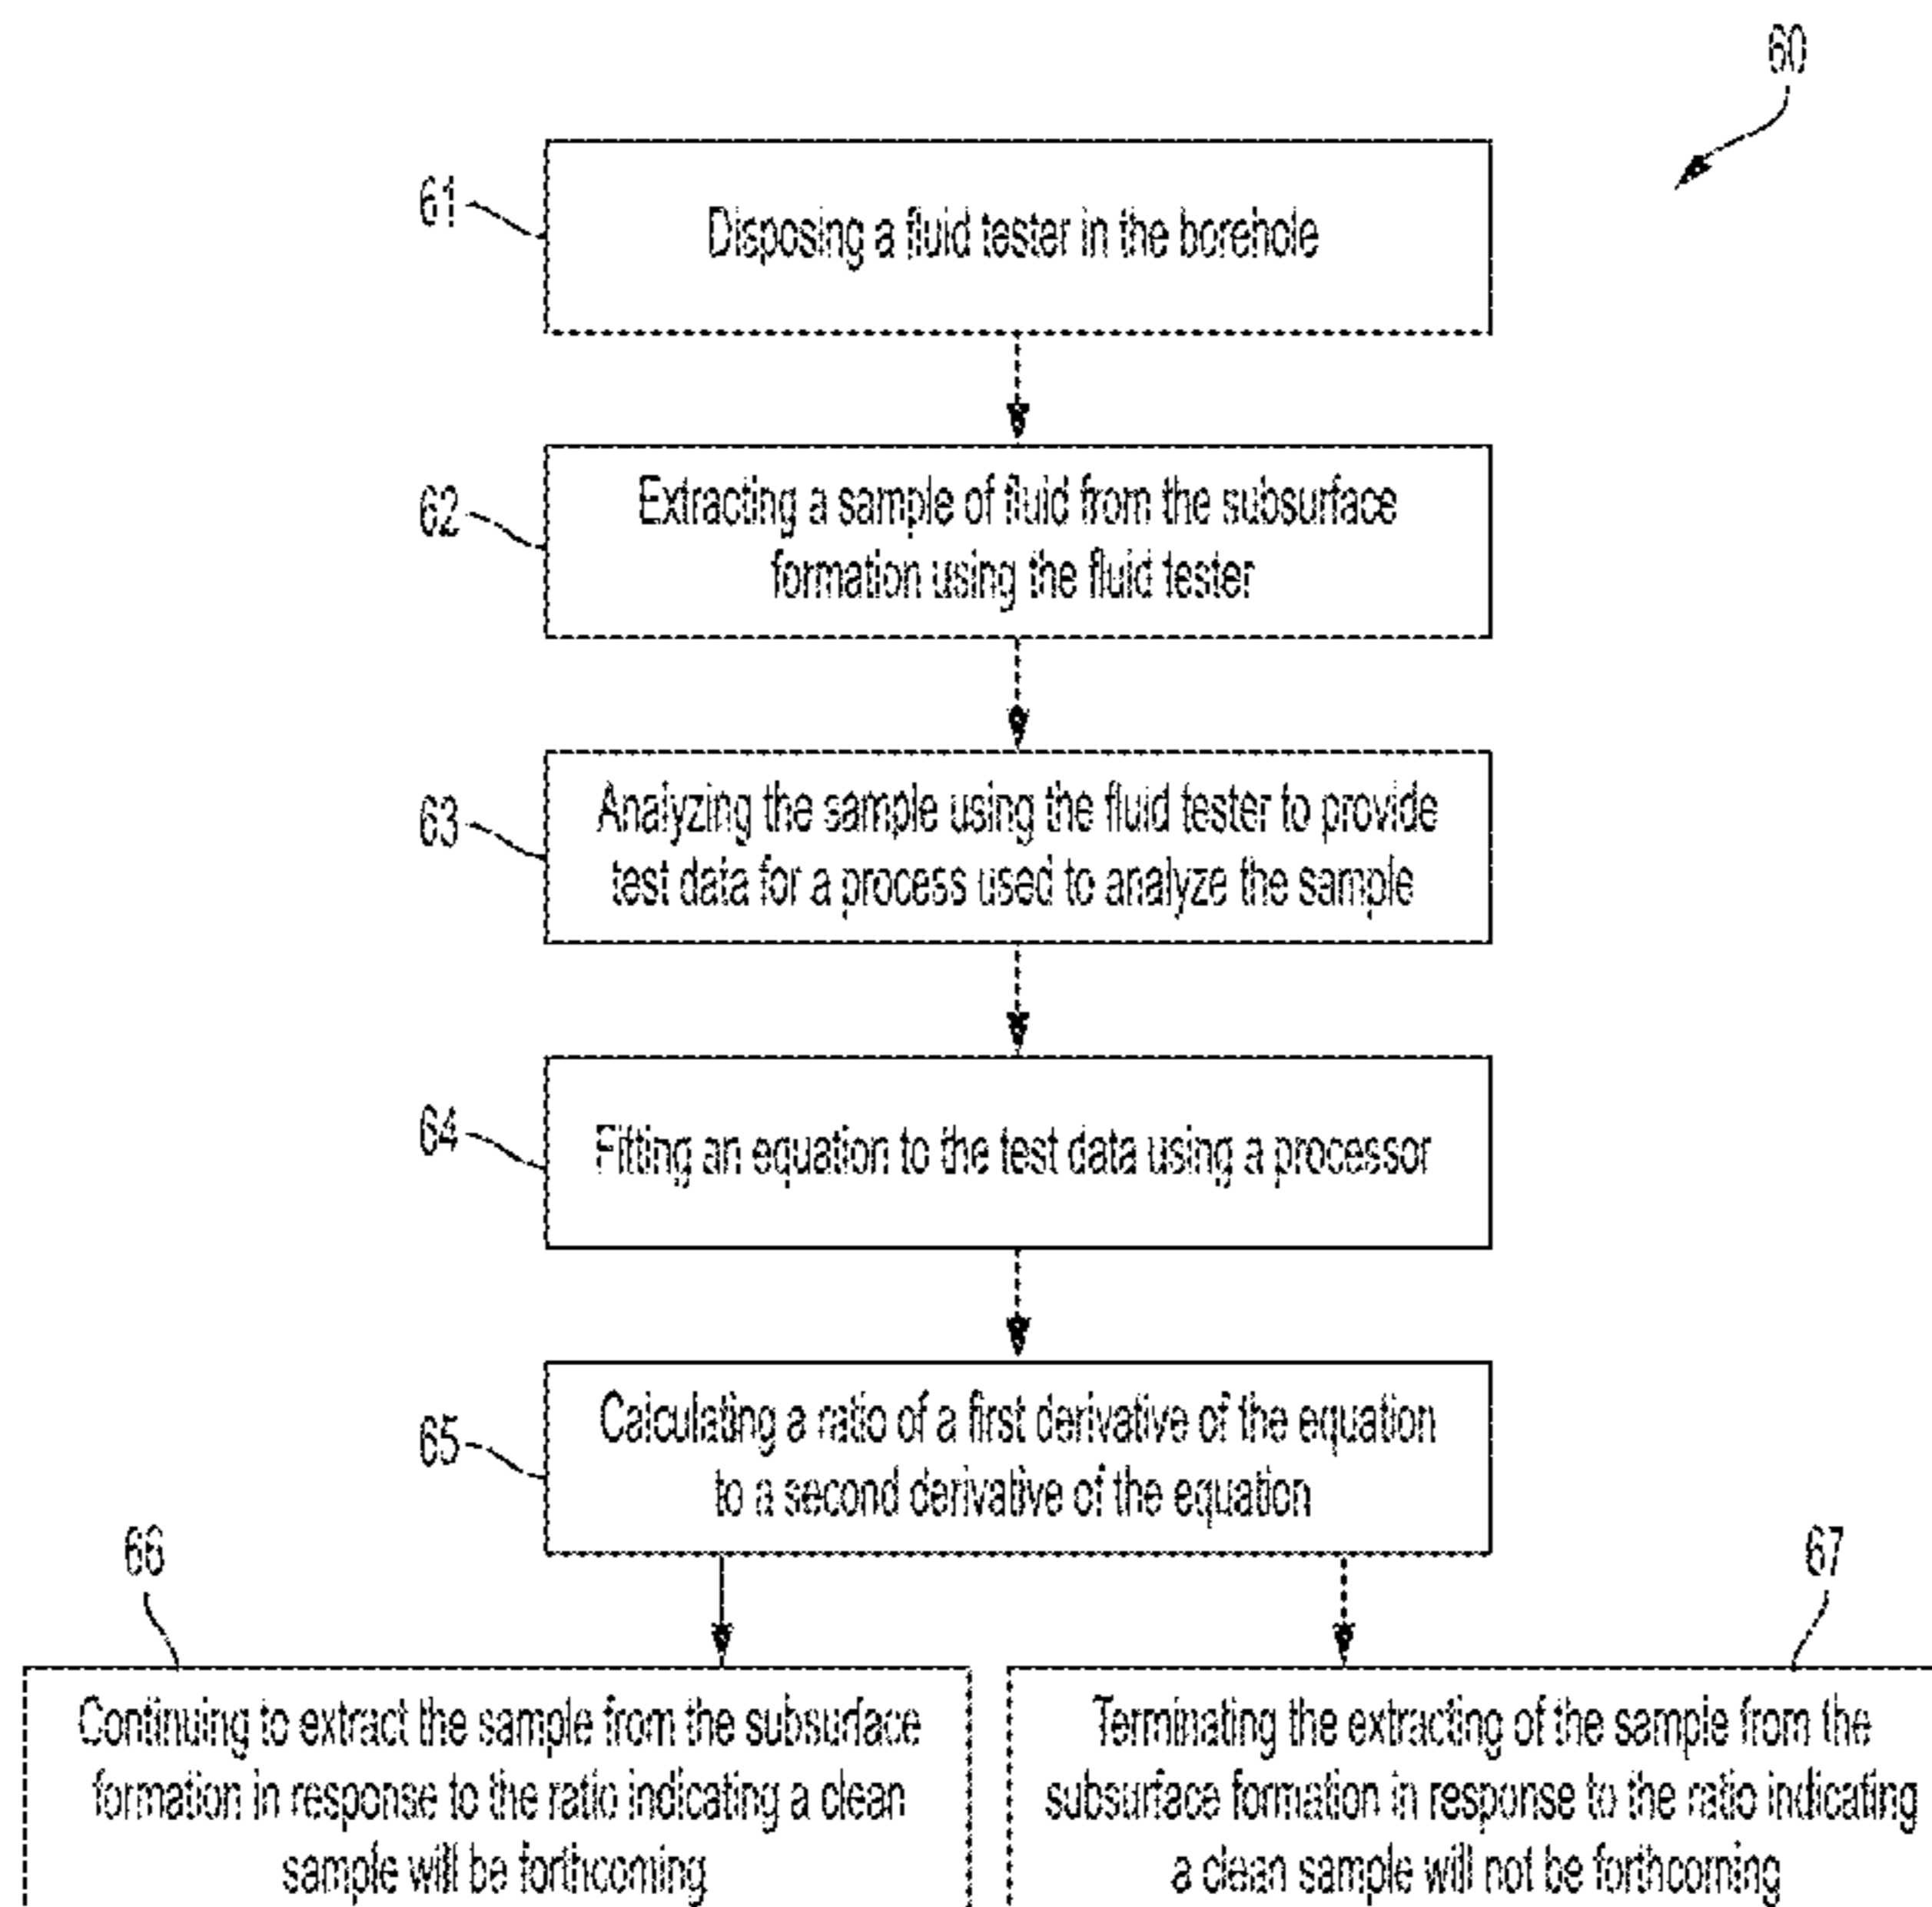 60
61
Disposing a fluid tester in the borehole
62
Extracting a sample of fluid from the subsurface
formation using the fluid tester
63
Analyzing the sample using the fluid tester to provide
test data for a process used to analyze the sample
64
Fitting an equation to the test data using a processor
65
Calculating a ratio of a first derivative of the equation
to a second derivative of the equation
66
Continuing to extract the sample from the subsurface
formation in response to the ratio indicating a clean
sample will be forthcoming
67
Terminating the extracting of the sample from the
subsurface formation in response to the ratio indicating
a clean sample will not be forthcoming